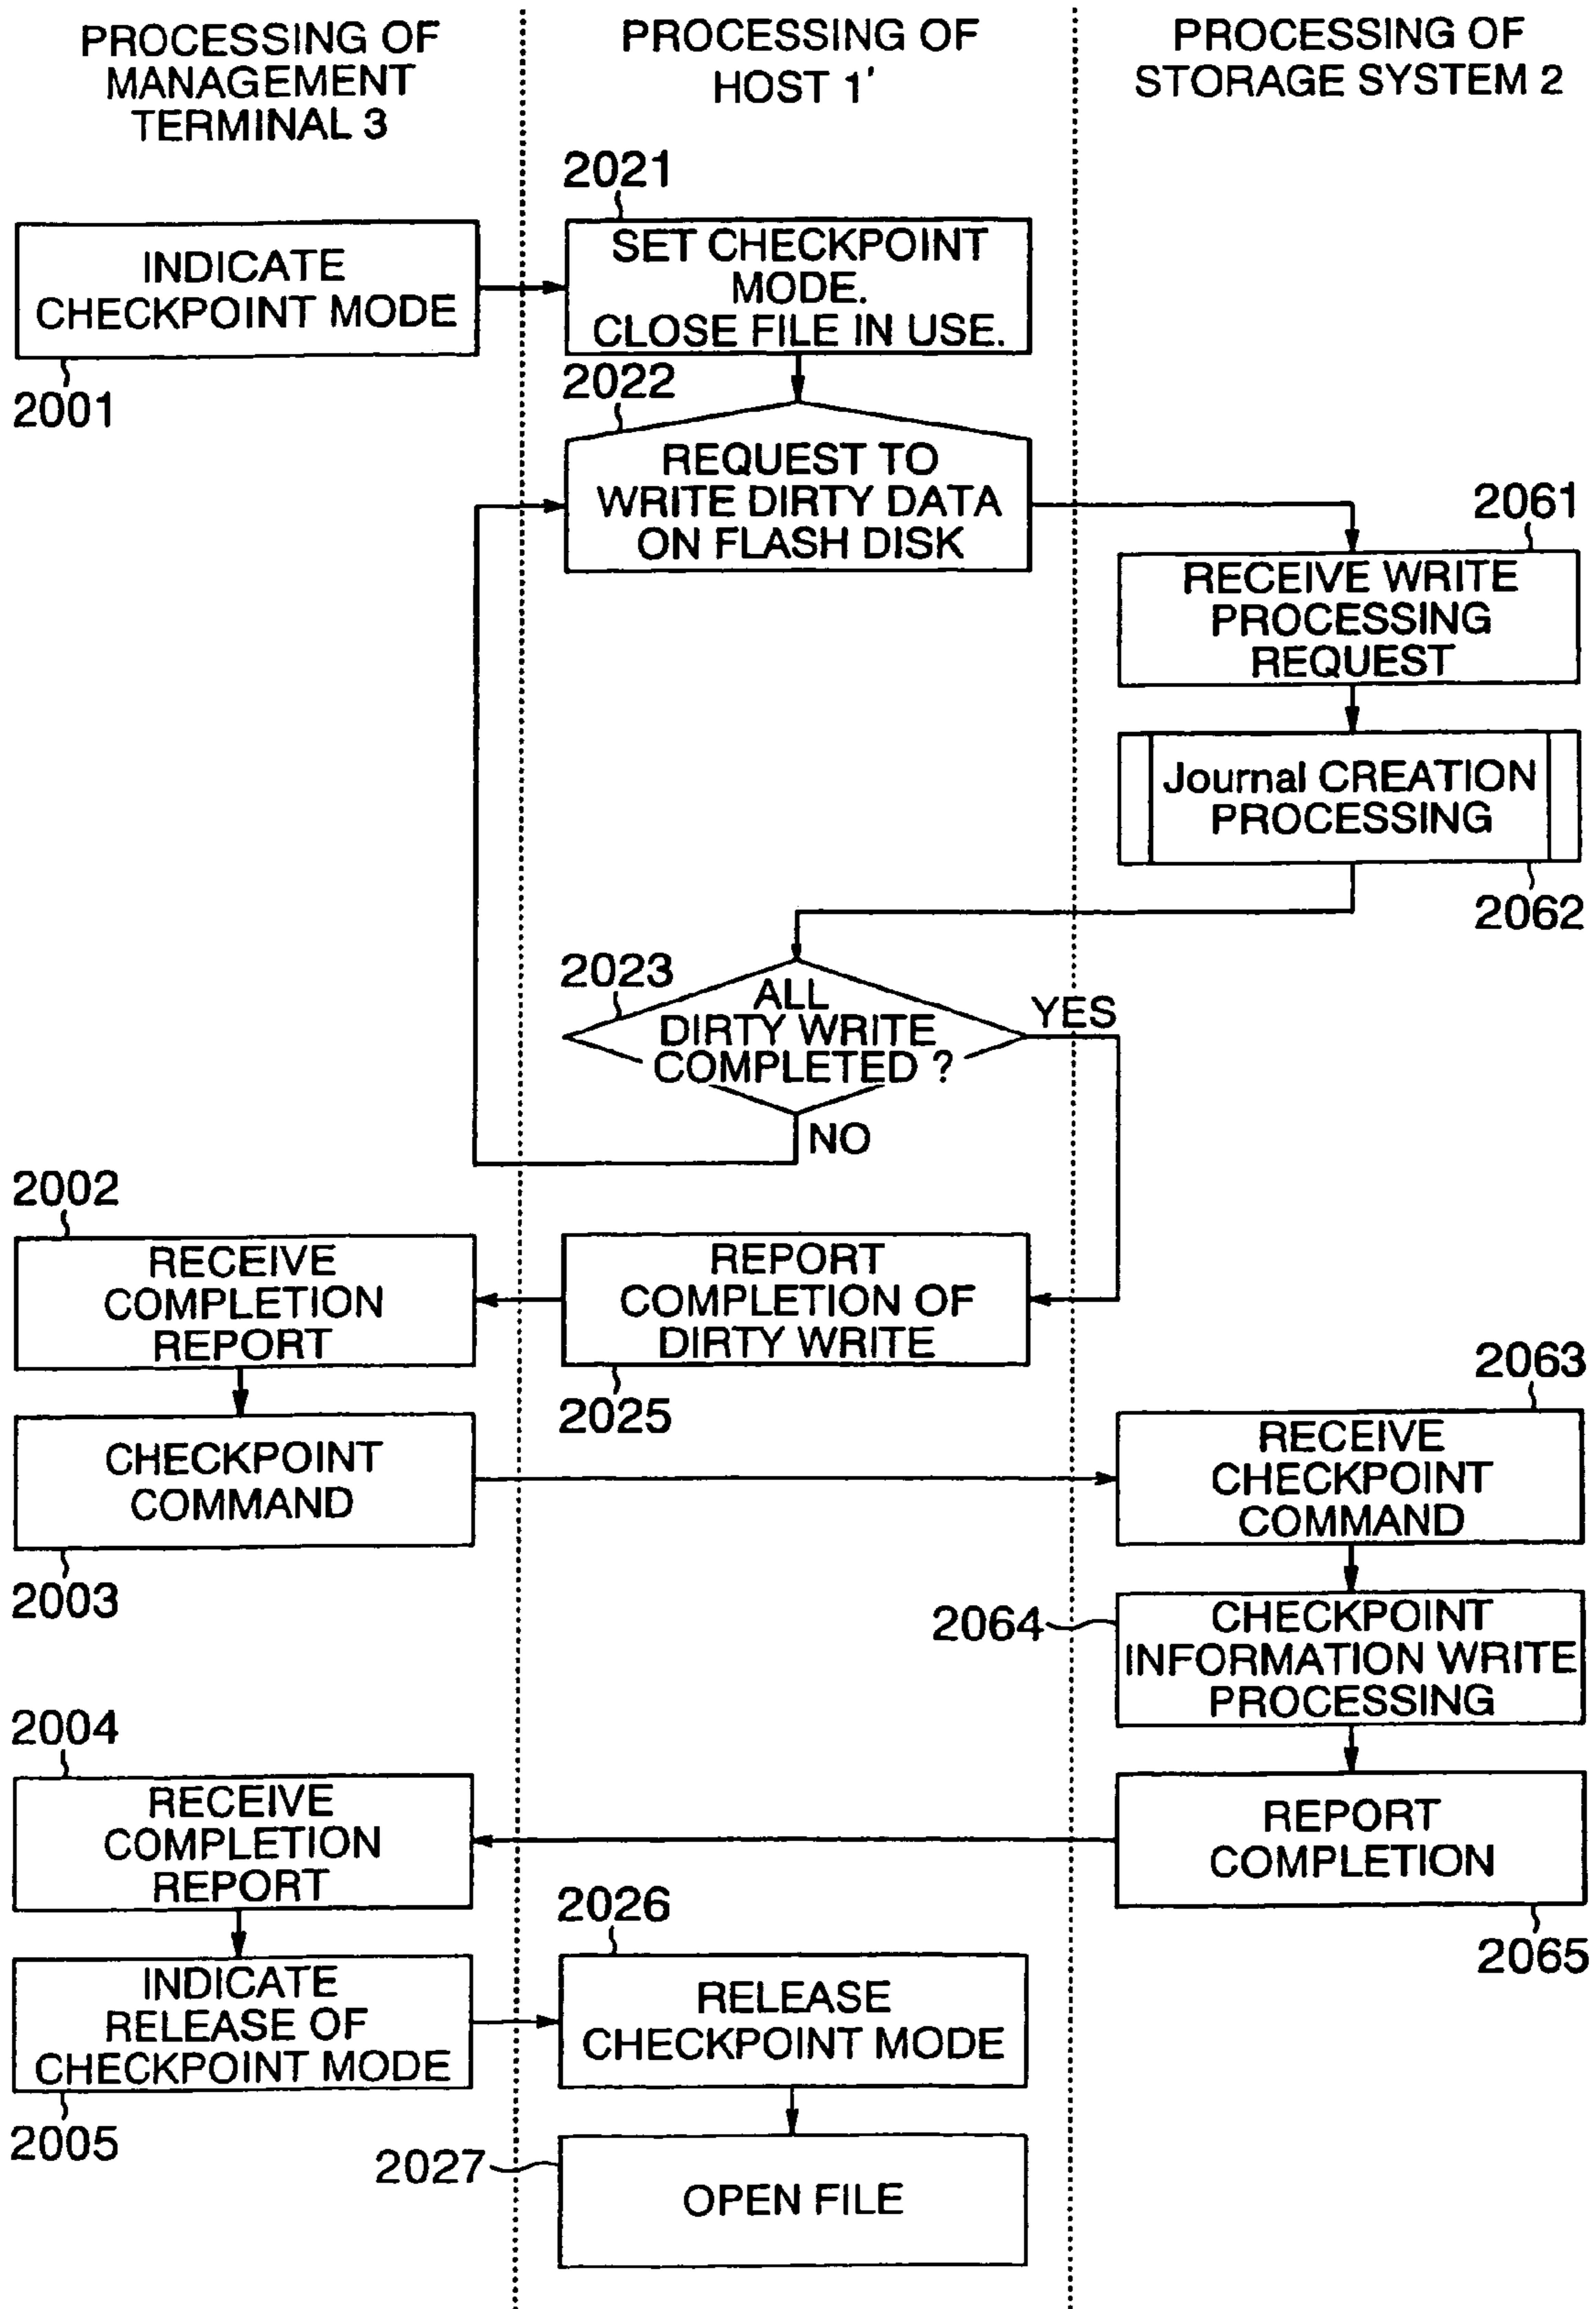 PROCESSING OF
MANAGEMENT
TERMINAL 3
PROCESSING OF
HOST 1'
PROCESSING OF
STORAGE SYSTEM 2
2021
INDICATE
CHECKPOINT MODE
2001
SET CHECKPOINT
MODE.
CLOSE FILE IN USE.
2022
REQUEST TO
WRITE DIRTY DATA
ON FLASH DISK
2061
RECEIVE WRITE
PROCESSING
REQUEST
Journal CREATION
PROCESSING
2062
2023
ALL
DIRTY WRITE
COMPLETED ?
YES
NO
2002
RECEIVE
COMPLETION
REPORT
REPORT
COMPLETION OF
DIRTY WRITE
2025
2063
CHECKPOINT
COMMAND
2003
RECEIVE
CHECKPOINT
COMMAND
2064
CHECKPOINT
INFORMATION WRITE
PROCESSING
2004
RECEIVE
COMPLETION
REPORT
REPORT
COMPLETION
2065
2026
INDICATE
RELEASE OF
CHECKPOINT MODE
2005
RELEASE
CHECKPOINT MODE
2027
OPEN FILE